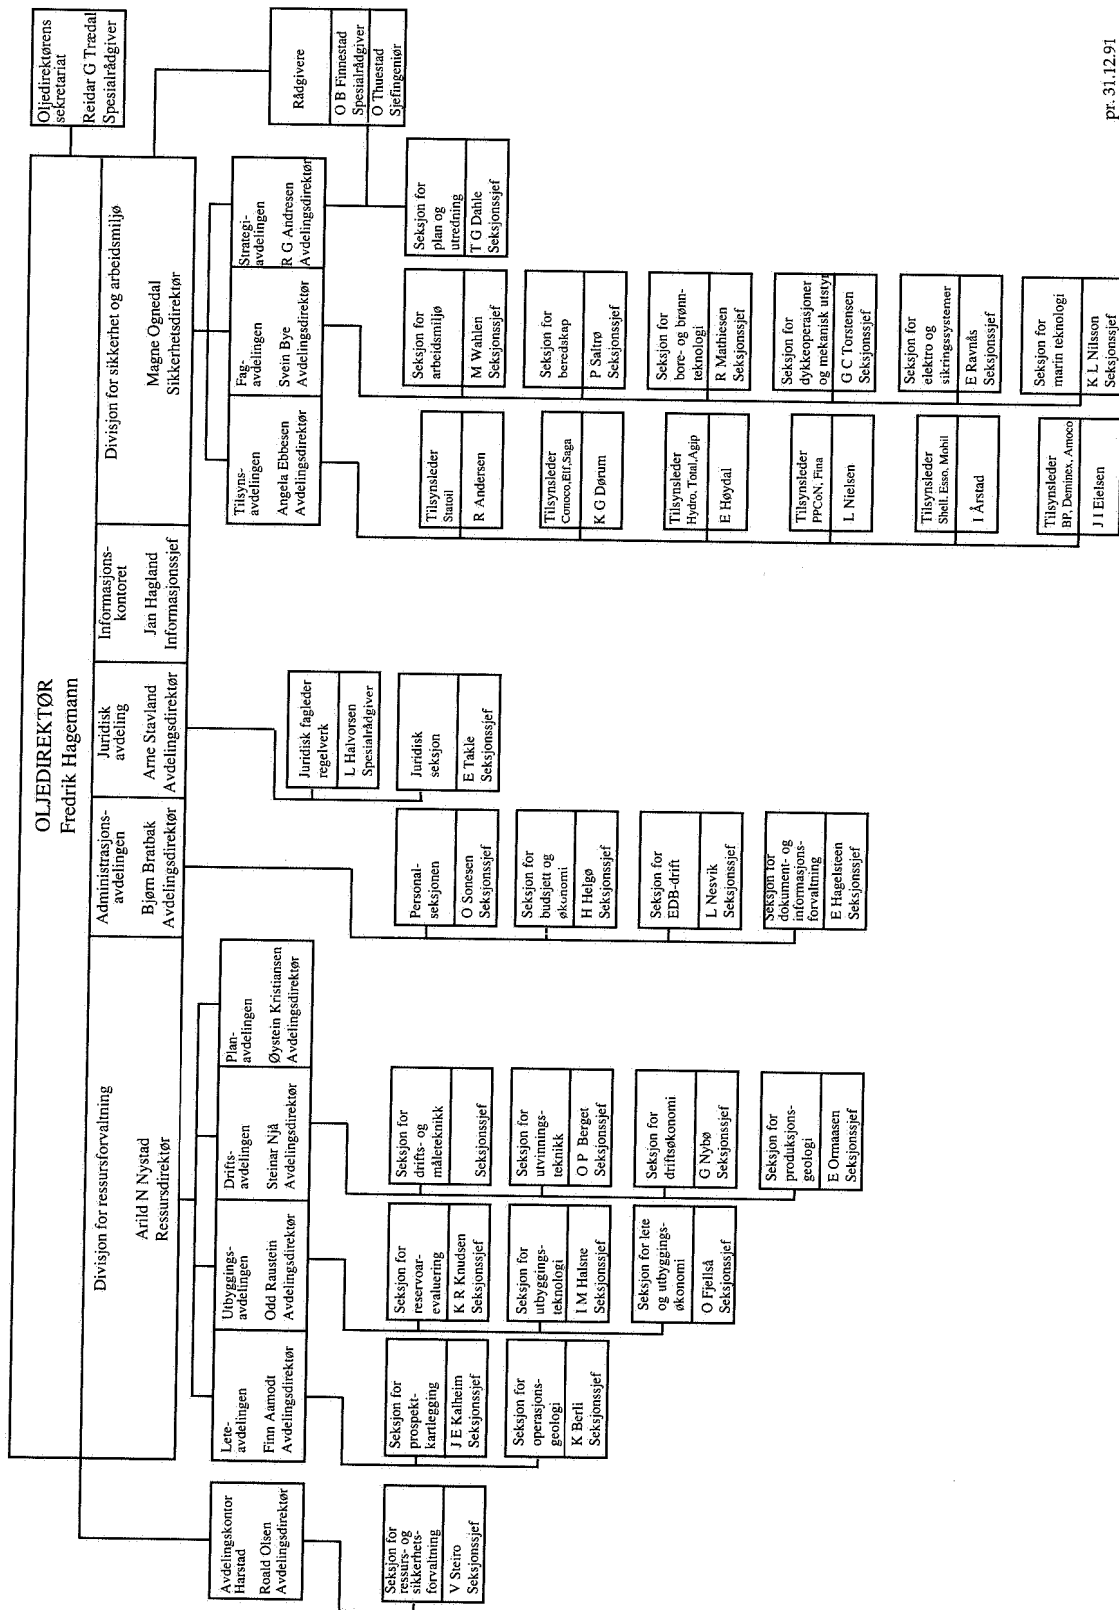 OLJEDIREKTØR
Fredrik Hagemann
Oljedirektørens
sekretariat
Reidar G Trædal
Spesialrådgiver
Divisjon for ressursforvaltning
Arild N Nystad
Ressursdirektør
Administrasjons-
avdelingen
Bjørn Bratbak
Avdelingsdirektør
Juridisk
avdeling
Arne Stavland
Avdelingsdirektør
Informasjons-
kontoret
Jan Hagland
Informasjonssjef
Divisjon for sikkerhet og arbeidsmiljø
Magne Ognedal
Sikkerhetsdirektør
Avdelingskontor
Harstad
Roald Olsen
Avdelingsdirektør
Lete-
avdelingen
Finn Aamodt
Avdelingsdirektør
Utbyggings-
avdelingen
Odd Raustein
Avdelingsdirektør
Drifts-
avdelingen
Steinar Njå
Avdelingsdirektør
Plan-
avdelingen
Øystein Kristiansen
Avdelingsdirektør
Tilsyns-
avdelingen
Angela Ebbesen
Avdelingsdirektør
Fag-
avdelingen
Svein Bye
Avdelingsdirektør
Strategi-
avdelingen
R G Andresen
Avdelingsdirektør
Rådgivere
O B Finnestad
Spesialrådgiver
O Thuestad
Sjefingeniør
Seksjon for
ressurs- og
sikkerhets-
forvaltning
V Steiro
Seksjonssjef
Seksjon for
prospekt-
kartlegging
J E Kalheim
Seksjonssjef
Seksjon for
operasjons-
geologi
K Berli
Seksjonssjef
Seksjon for
reservoar-
evaluering
K R Knudsen
Seksjonssjef
Seksjon for
utbyggings-
teknologi
I M Halsne
Seksjonssjef
Seksjon for lete
og utbyggings-
økonomi
O Fjellså
Seksjonssjef
Seksjon for
drifts- og
måleteknikk
Seksjonssjef
Seksjon for
utvinnings-
teknikk
O P Berget
Seksjonssjef
Seksjon for
driftsøkonomi
G Nybø
Seksjonssjef
Seksjon for
produksjons-
geologi
E Ormaasen
Seksjonssjef
Personal-
seksjonen
O Sonesen
Seksjonssjef
Seksjon for
budsjett og
økonomi
H Helgø
Seksjonssjef
Seksjon for
EDB-drift
L Nesvik
Seksjonssjef
Seksjon for
dokument- og
informasjons-
forvaltning
E Hagelsteen
Seksjonssjef
Juridisk fagleder
regelverk
L Halvorsen
Spesialrådgiver
Juridisk
seksjon
E Takle
Seksjonssjef
Tilsynsleder
Statoil
R Andersen
Tilsynsleder
Conoco,Elf,Saga
K G Dørum
Tilsynsleder
Hydro, Total,Agip
E Høydal
Tilsynsleder
PPCoN, Fina
L Nielsen
Tilsynsleder
Shell, Esso, Mobil
I Årstad
Tilsynsleder
BP, Deminex, Amoco
J I Eielsen
Seksjon for
arbeidsmiljø
M Wahlen
Seksjonssjef
Seksjon for
beredskap
P Saltrø
Seksjonssjef
Seksjon for
bore- og brønn-
teknologi
R Mathiesen
Seksjonssjef
Seksjon for
dykkeoperasjoner
og mekanisk utstyr
G C Torstensen
Seksjonssjef
Seksjon for
elektro og
sikringssystemer
E Ravnås
Seksjonssjef
Seksjon for
marin teknologi
K L Nilsson
Seksjonssjef
Seksjon for
plan og
utredning
T G Dahle
Seksjonssjef
pr. 31.12.91